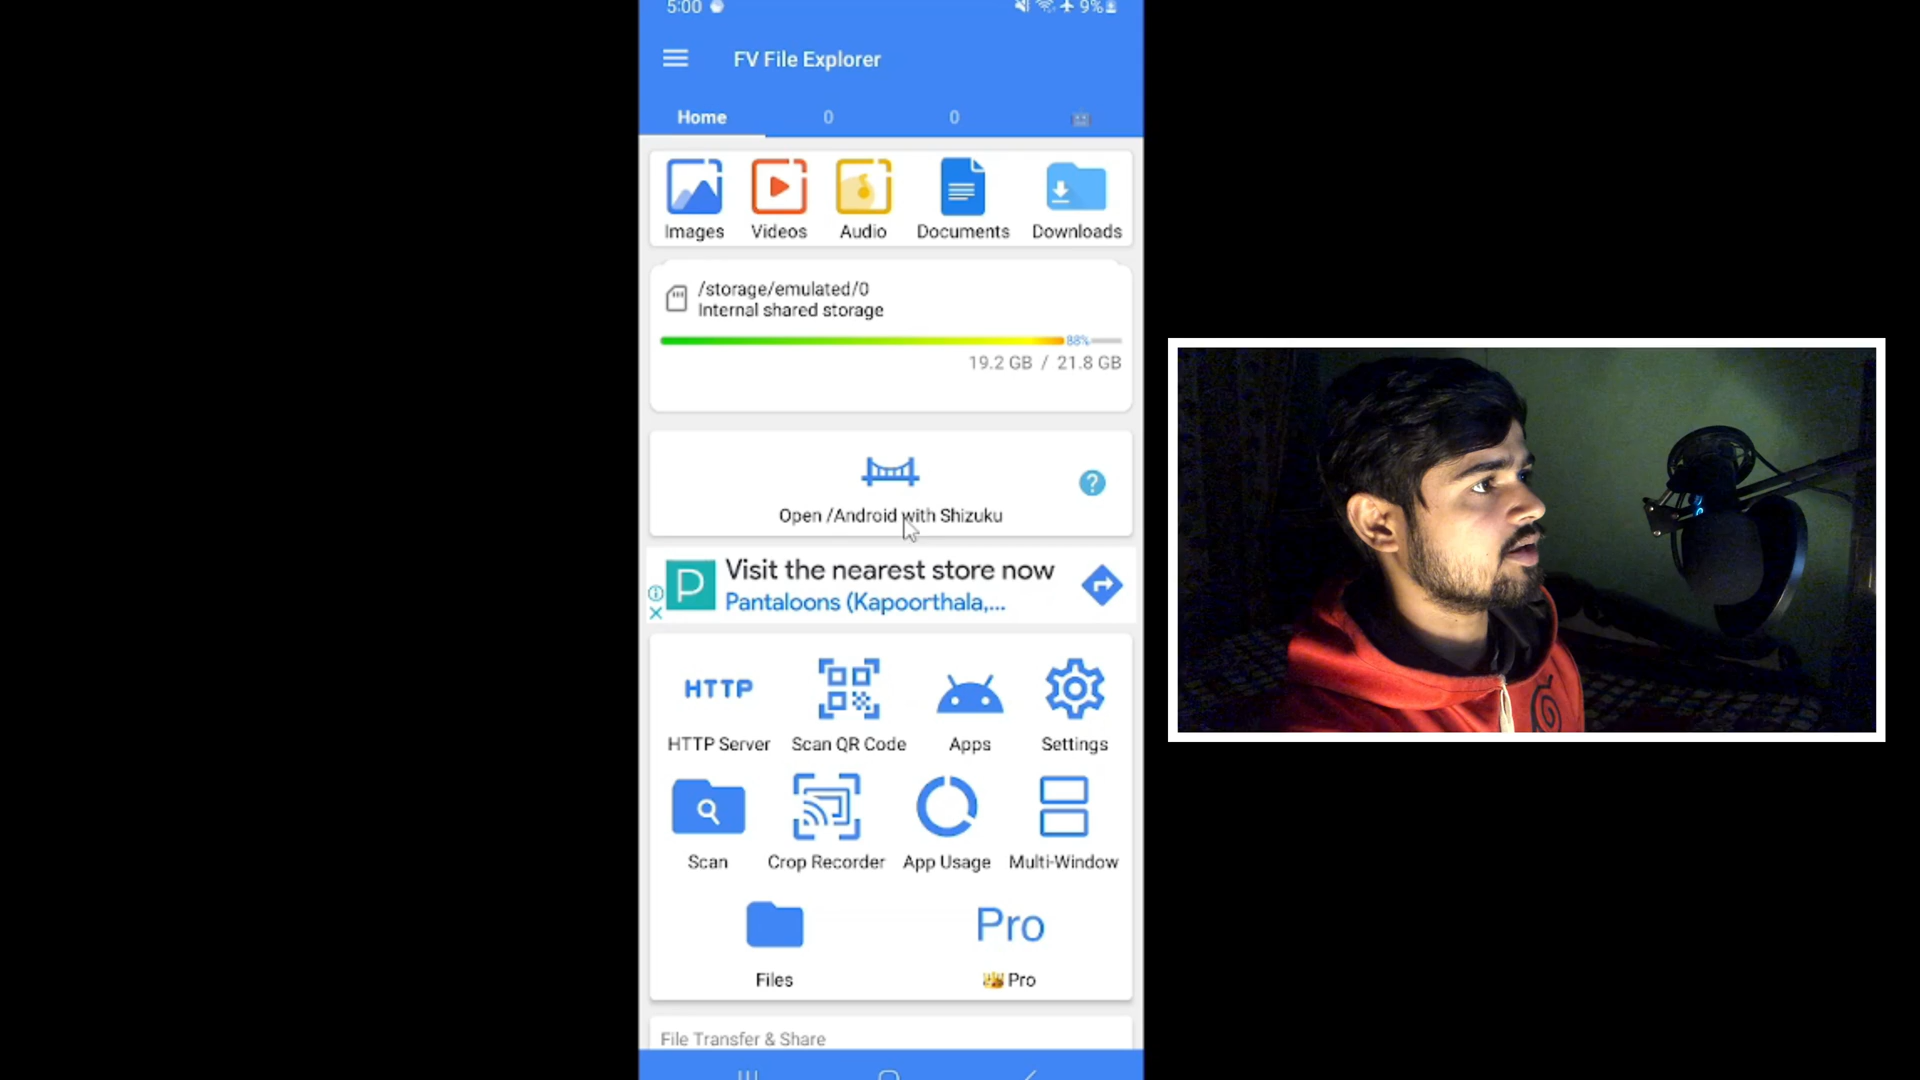 5:00
9%
FV File Explorer
Home
0
0
Images
Videos
Audio
Documents
Downloads
/storage/emulated/0
Internal shared storage
88%
19.2 GB / 21.8 GB
?
Open /Android with Shizuku
P
Visit the nearest store now
Pantaloons (Kapoorthala,...
HTTP
HTTP Server
Scan QR Code
Apps
Settings
Scan
Crop Recorder
App Usage
Multi-Window
Files
Pro
Pro
File Transfer & Share